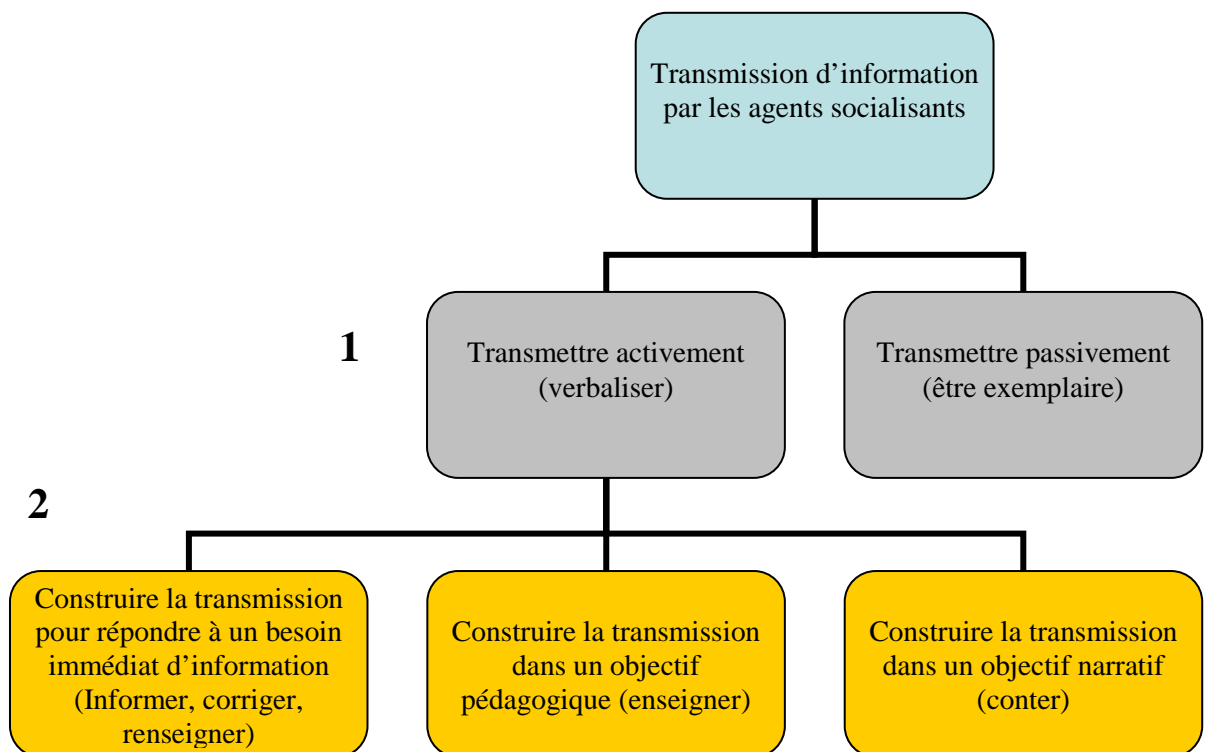 Transmission d’information
par les agents socialisants
1
Transmettre activement
(verbaliser)
Transmettre passivement
(être exemplaire)
2
Construire la transmission
pour répondre à un besoin
immédiat d’information
(Informer, corriger,
renseigner)
Construire la transmission
dans un objectif
pédagogique (enseigner)
Construire la transmission
dans un objectif narratif
(conter)